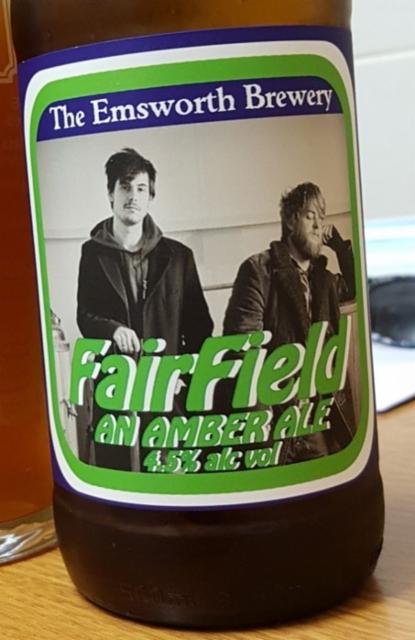 The Emsworth Brewery
FairField
AN AMBER ALE
4.5% alc vol